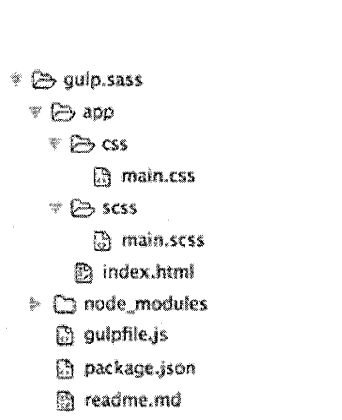 gulp.sass
app
css
main.css
scss
main.scss
index.html
node_modules
gulpfile.js
package.json
readme.md